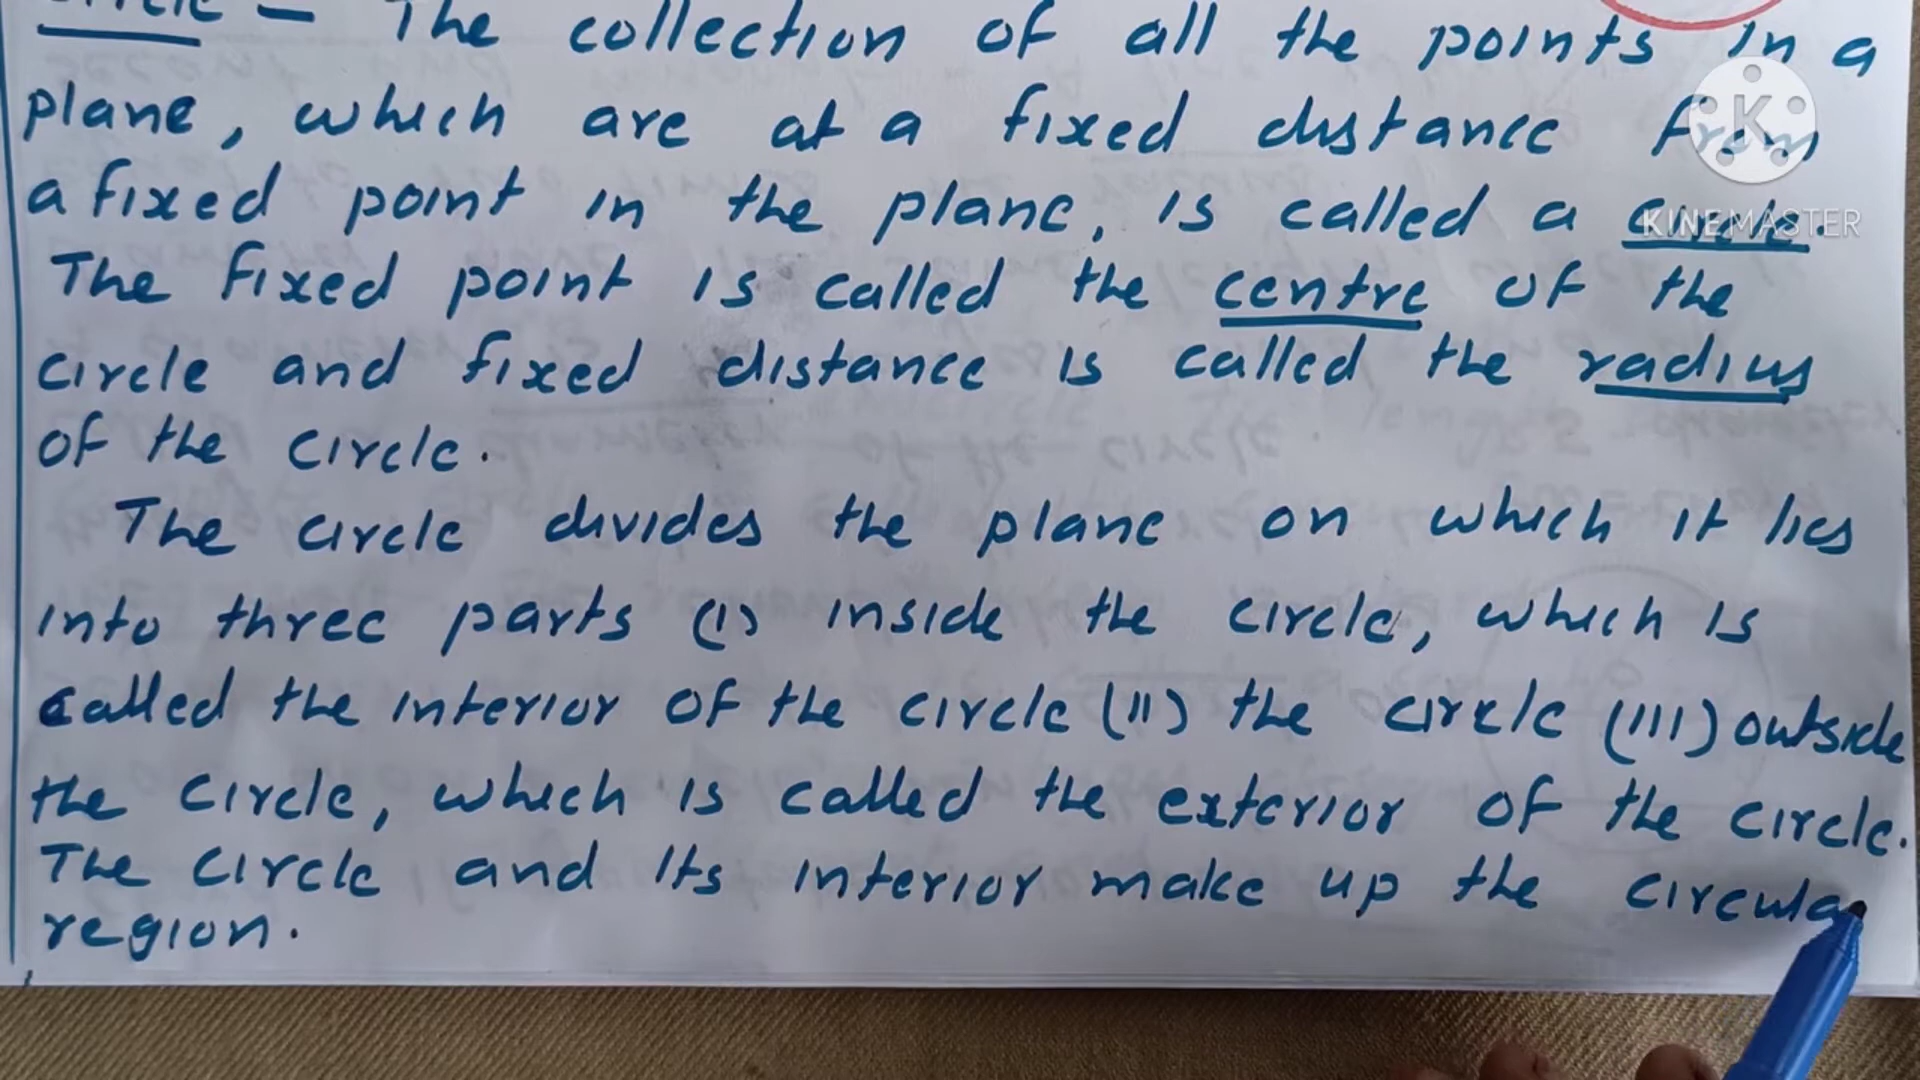 Circle - The collection of all the points in a
plane, which are at a fixed distance from
a fixed point in the plane, is called a circle.
The fixed point is called the centre of the
circle and fixed distance is called the radius
of the circle.
The circle divides the plane on which it lies
into three parts (i) inside the circle, which is
called the interior of the circle (ii) the circle (iii) outside
the circle, which is called the exterior of the circle.
The circle and its interior make up the circula
region.
K
KINEMASTER